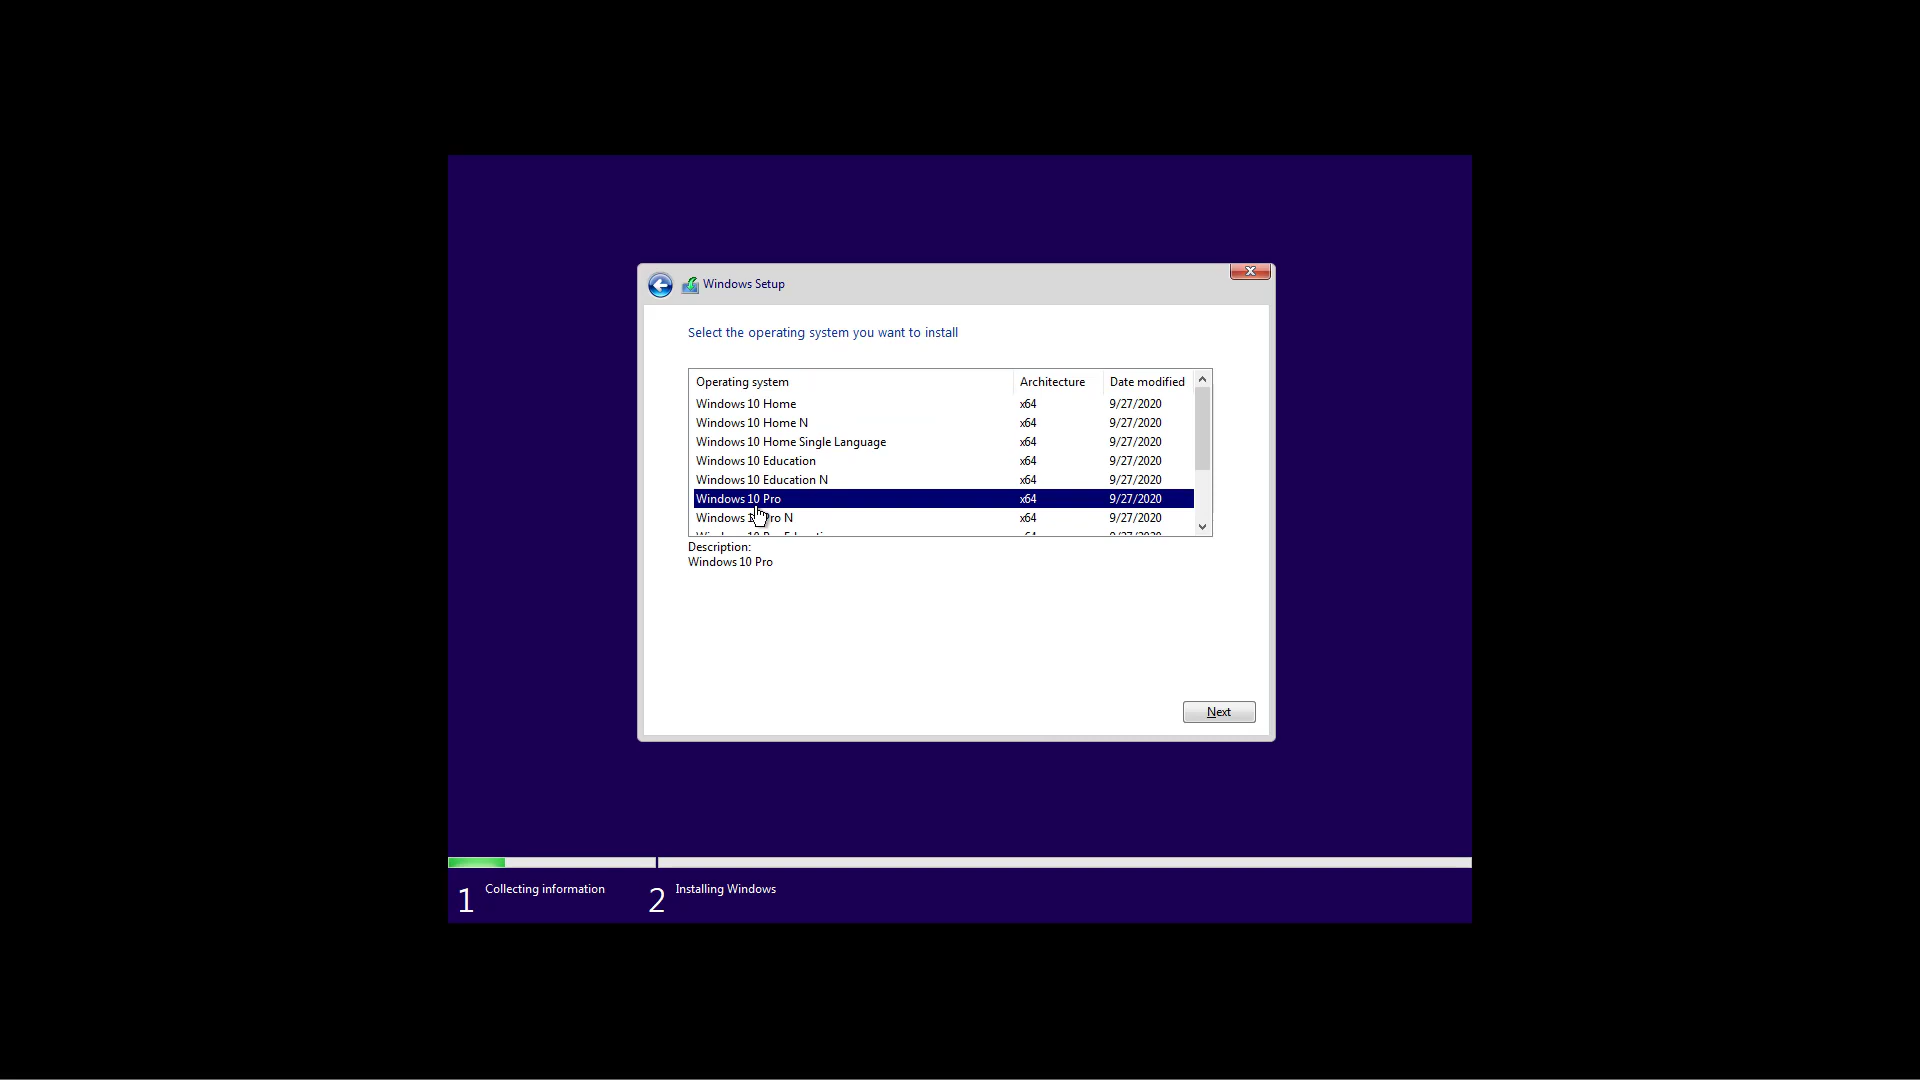 Windows Setup
Select the operating system you want to install
Operating system Architecture Date modified
Windows 10 Home x64 9/27/2020
Windows 10 Home N x64 9/27/2020
Windows 10 Home Single Language x64 9/27/2020
Windows 10 Education x64 9/27/2020
Windows 10 Education N x64 9/27/2020
Windows 10 Pro x64 9/27/2020
Windows 10 Pro N x64 9/27/2020
Description:
Windows 10 Pro
Next
1 Collecting information 2 Installing Windows